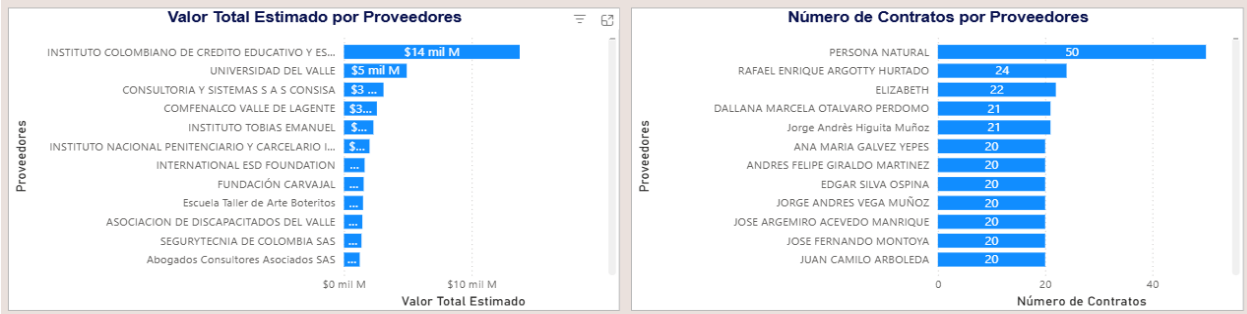 Valor Total Estimado por Proveedores
Proveedores
INSTITUTO COLOMBIANO DE CREDITO EDUCATIVO Y ES... $14 mil M
UNIVERSIDAD DEL VALLE $5 mil M
CONSULTORIA Y SISTEMAS S A S CONSISA $3 ...
COMFENALCO VALLE DE LAGENTE $3...
INSTITUTO TOBIAS EMANUEL $...
INSTITUTO NACIONAL PENITENCIARIO Y CARCELARIO I... $...
INTERNATIONAL ESD FOUNDATION ...
FUNDACIÓN CARVAJAL ...
Escuela Taller de Arte Boteritos ...
ASOCIACION DE DISCAPACITADOS DEL VALLE ...
SEGURYTECNIA DE COLOMBIA SAS ...
Abogados Consultores Asociados SAS ...
$0 mil M $10 mil M
Valor Total Estimado
Número de Contratos por Proveedores
Proveedores
PERSONA NATURAL 50
RAFAEL ENRIQUE ARGOTTY HURTADO 24
ELIZABETH 22
DALLANA MARCELA OTALVARO PERDOMO 21
Jorge Andrès Higuita Muñoz 21
ANA MARIA GALVEZ YEPES 20
ANDRES FELIPE GIRALDO MARTINEZ 20
EDGAR SILVA OSPINA 20
JORGE ANDRES VEGA MUÑOZ 20
JOSE ARGEMIRO ACEVEDO MANRIQUE 20
JOSE FERNANDO MONTOYA 20
JUAN CAMILO ARBOLEDA 20
0 20 40
Número de Contratos